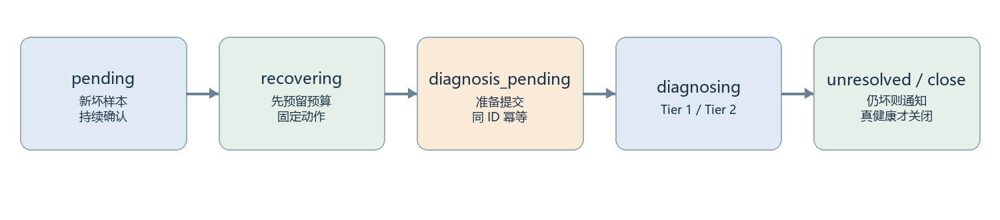 pending
新坏样本
持续确认
recovering
先预留预算
固定动作
diagnosis_pending
准备提交
同 ID 幂等
diagnosing
Tier 1 / Tier 2
unresolved / close
仍坏则通知
真健康才关闭